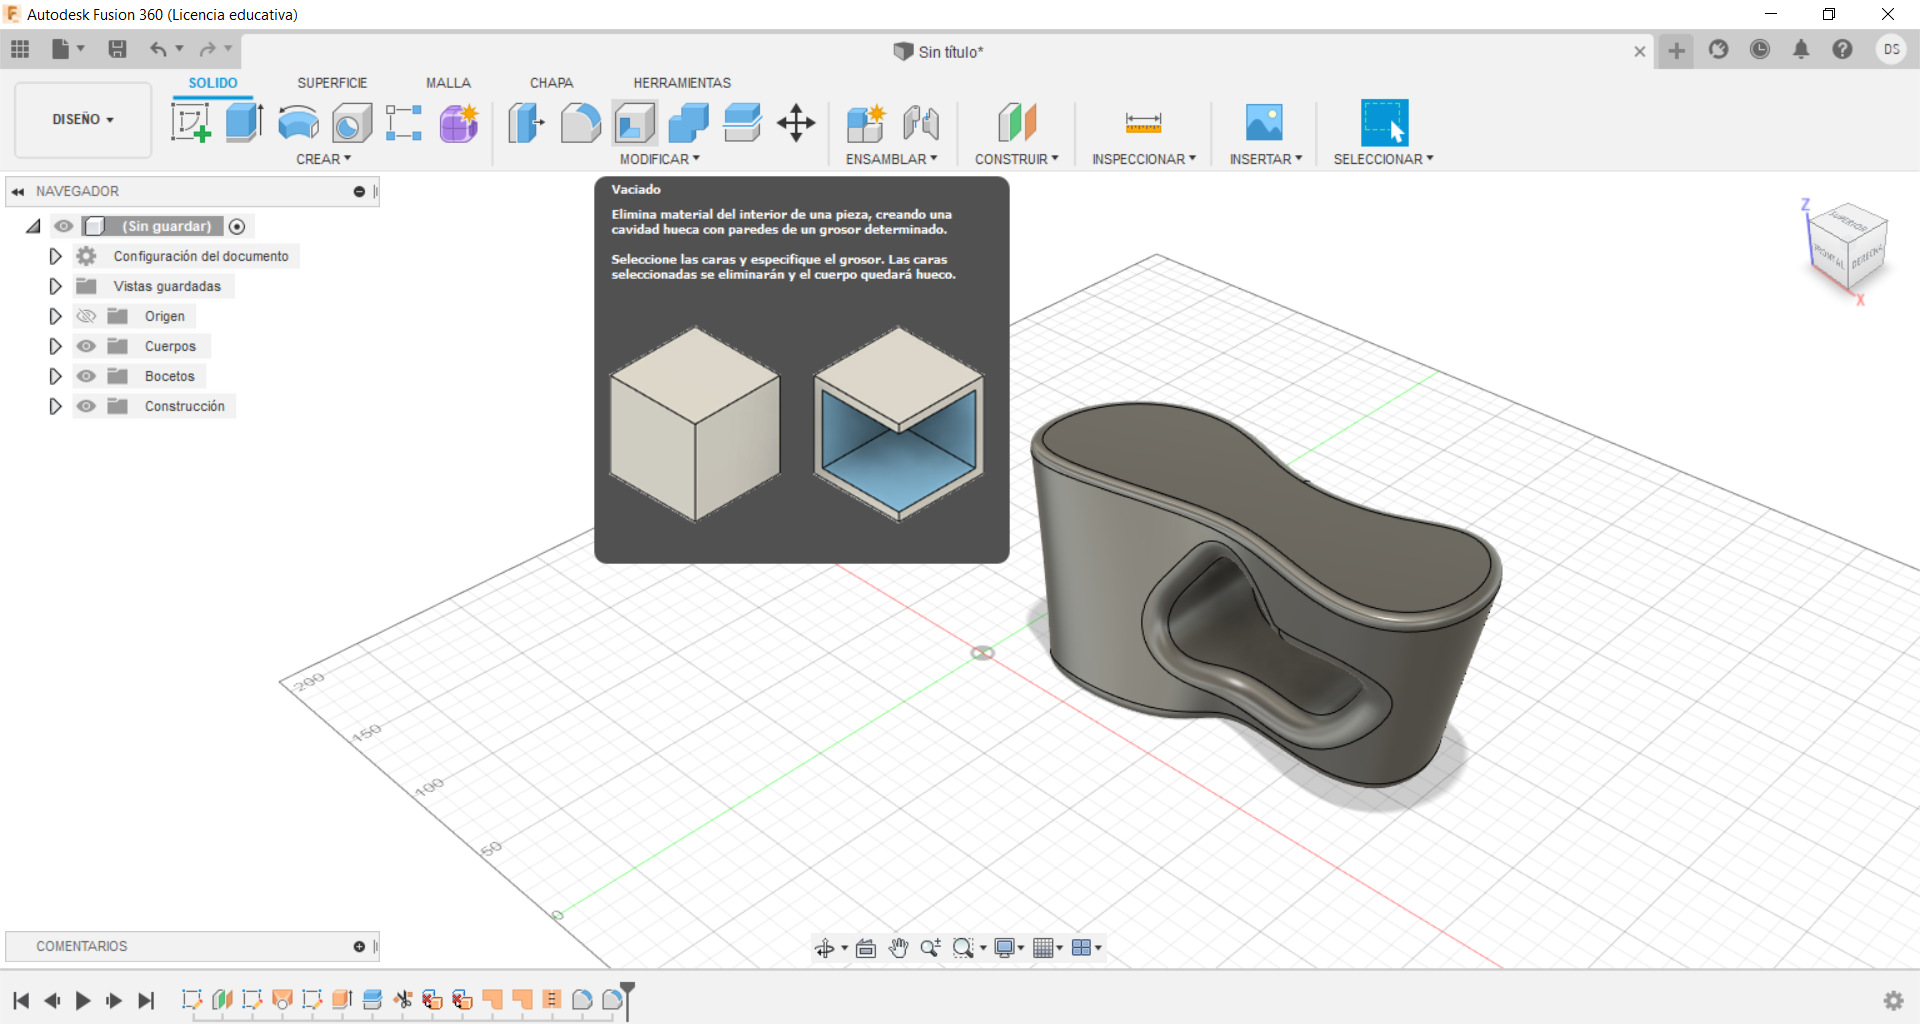 Autodesk Fusion 360 (Licencia educativa)
Sin título*
DS
DISEÑO
SOLIDO
SUPERFICIE
MALLA
CHAPA
HERRAMIENTAS
CREAR
MODIFICAR
ENSAMBLAR
CONSTRUIR
INSPECCIONAR
INSERTAR
SELECCIONAR
NAVEGADOR
(Sin guardar)
Configuración del documento
Vistas guardadas
Origen
Cuerpos
Bocetos
Construcción
Vaciado
Elimina material del interior de una pieza, creando una
cavidad hueca con paredes de un grosor determinado.
Seleccione las caras y especifique el grosor. Las caras
seleccionadas se eliminarán y el cuerpo quedará hueco.
Z
SUPERIOR
FRONTAL
DERECHA
X
200
150
100
50
0
COMENTARIOS